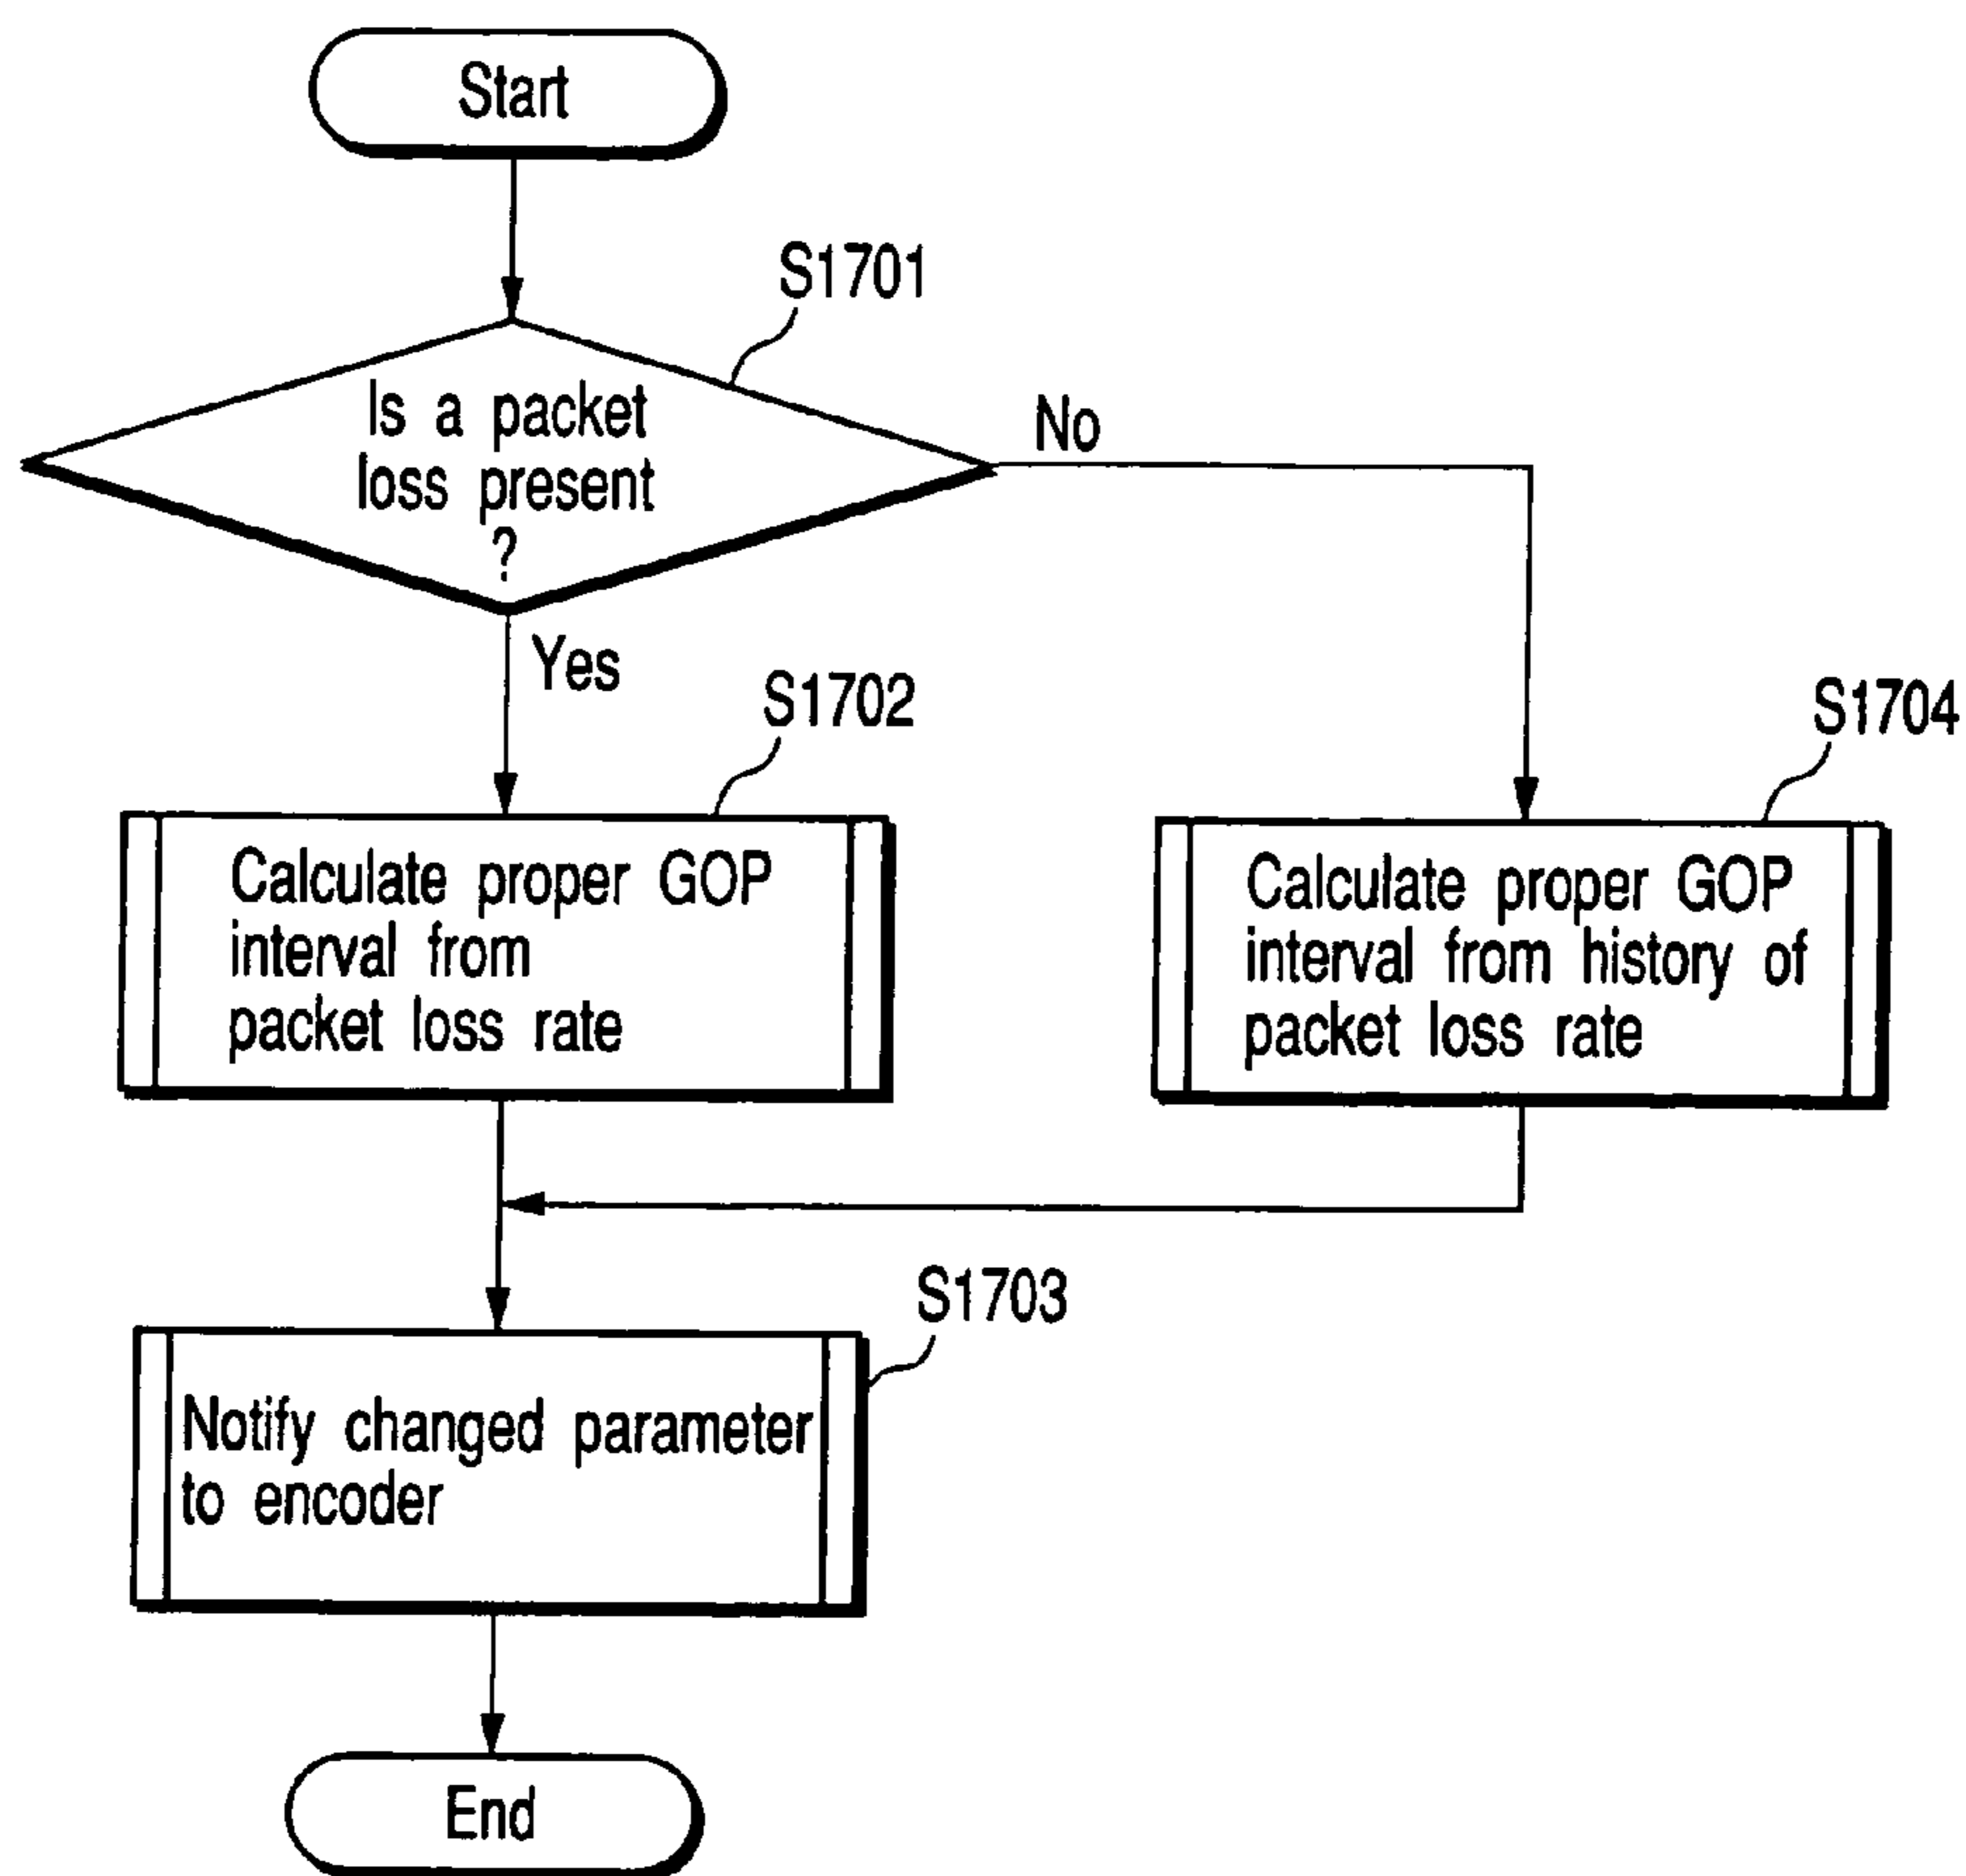 Start
S1701
Is a packet
loss present
?
No
Yes
S1702
S1704
Calculate proper GOP
interval from
packet loss rate
Calculate proper GOP
interval from history of
packet loss rate
S1703
Notify changed parameter
to encoder
End